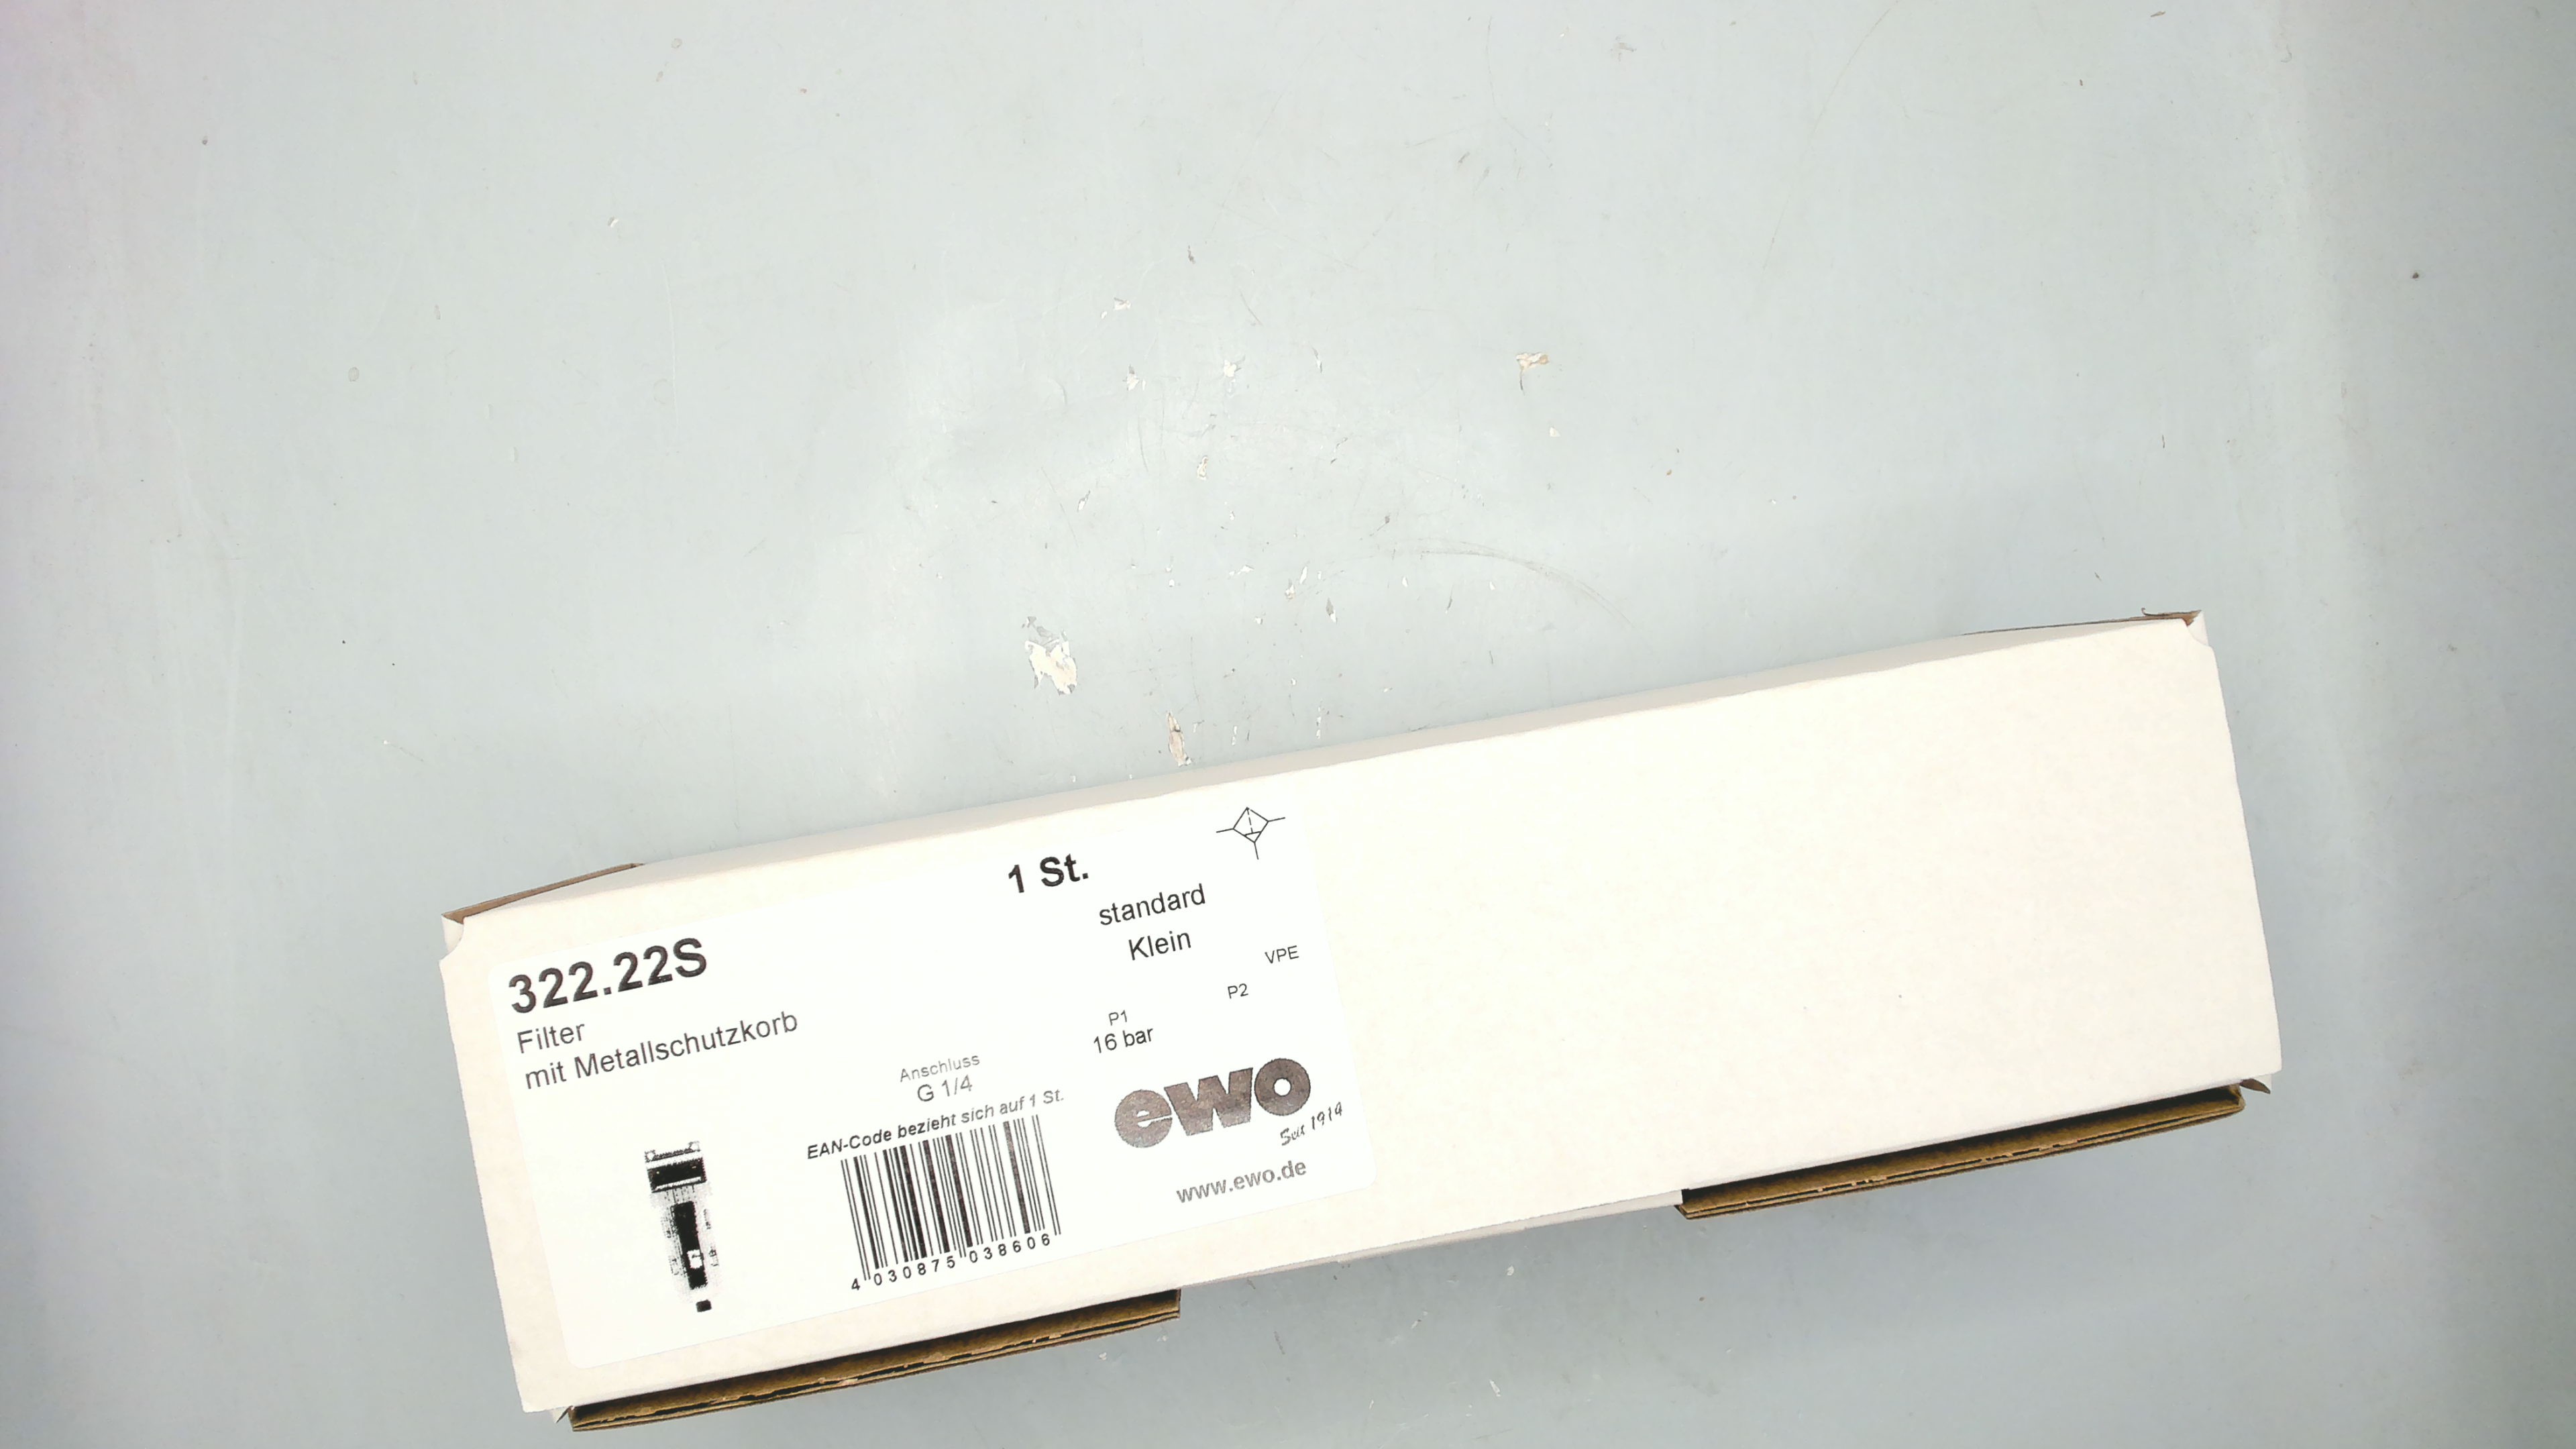 1 St.
322.22S
Filter
mit Metallschutzkorb
standard
Klein
VPE
P2
P1
16 bar
Anschluss
G 1/4
EAN-Code bezieht sich auf 1 St.
4 030875 038606
ewo
Seit 1914
www.ewo.de